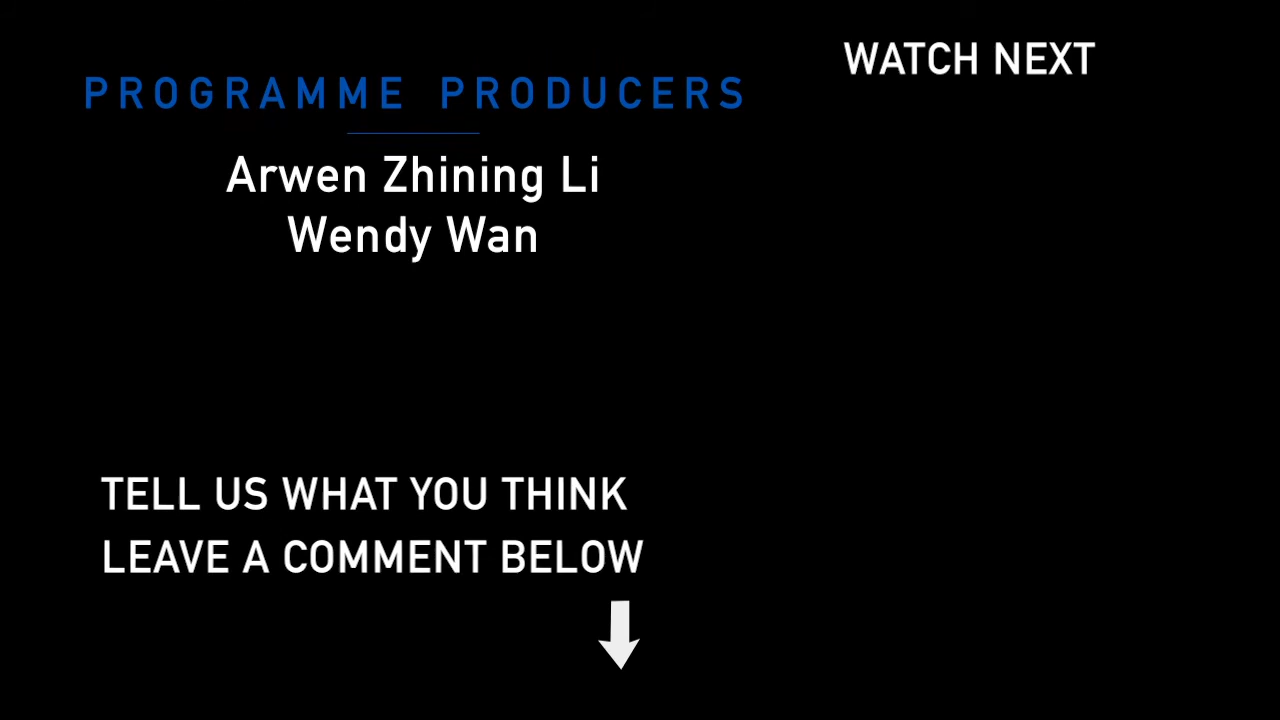 WATCH NEXT
PROGRAMME PRODUCERS
Arwen Zhining Li
Wendy Wan
TELL US WHAT YOU THINK
LEAVE A COMMENT BELOW